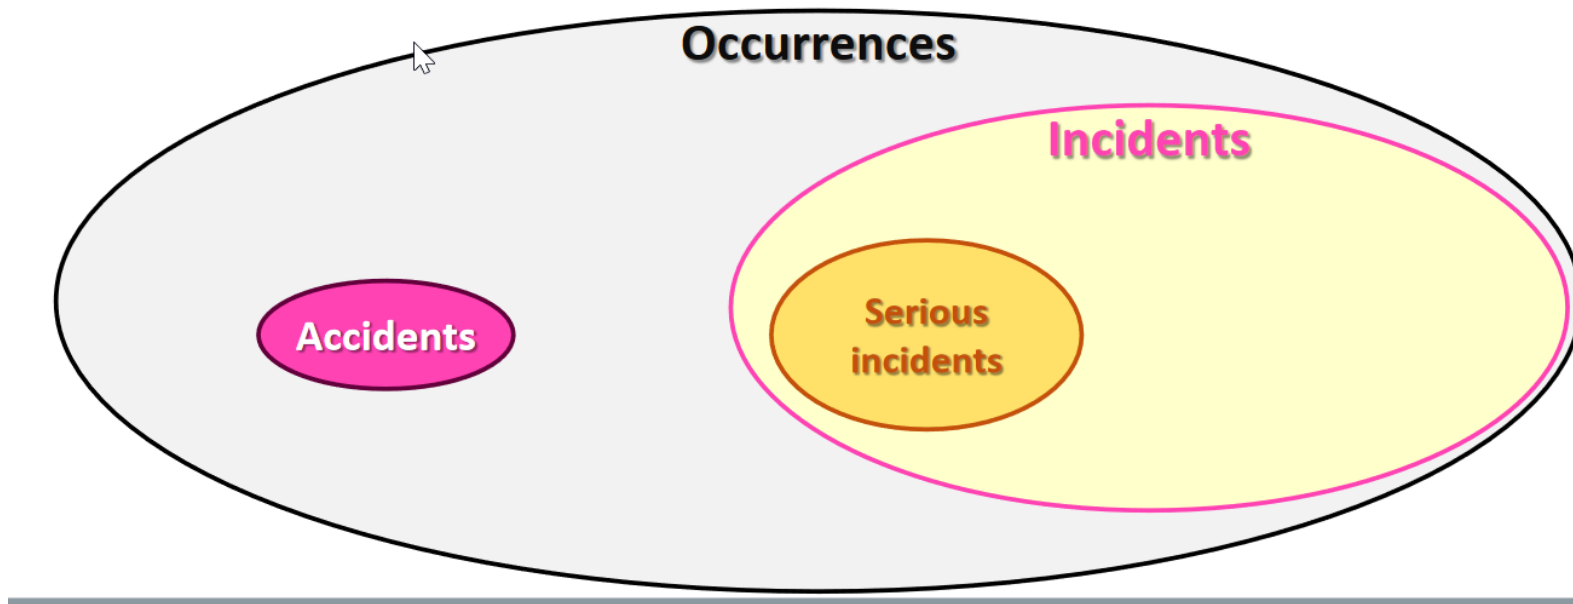 Occurrences
Incidents
Accidents
Serious
incidents